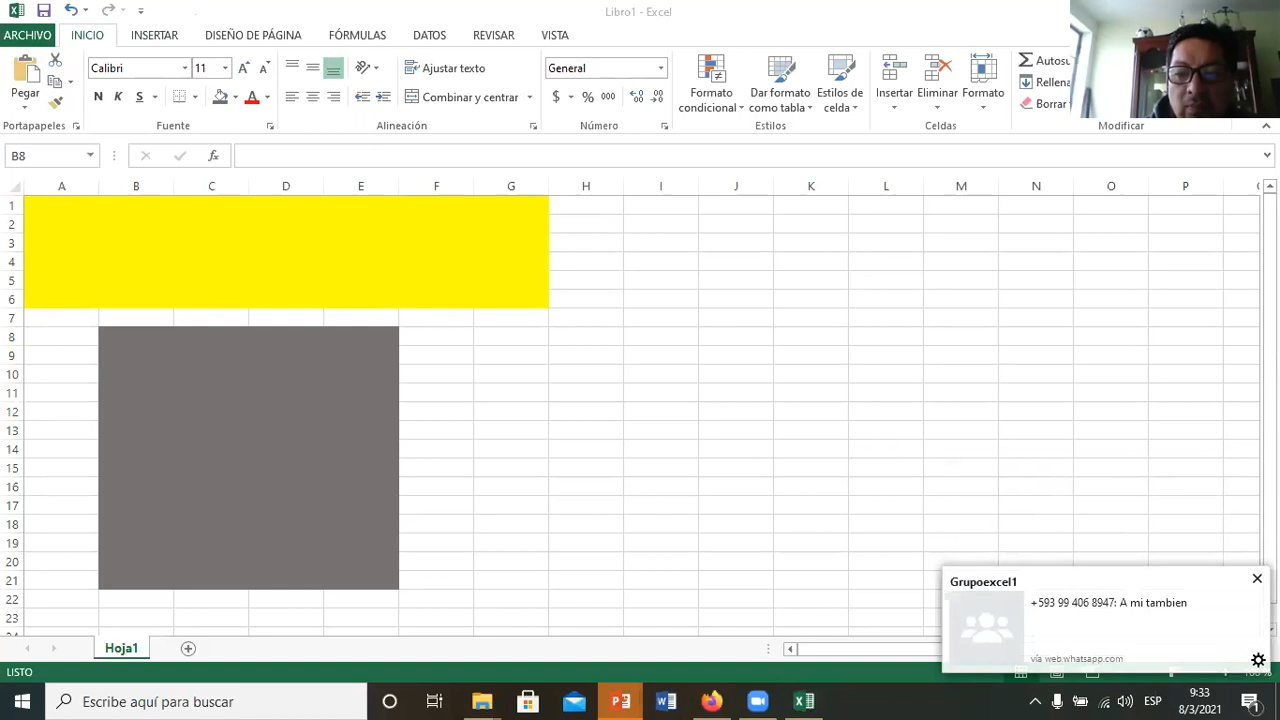 Libro1 - Excel
ARCHIVO INICIO INSERTAR DISEÑO DE PÁGINA FÓRMULAS DATOS REVISAR VISTA
Calibri 11 Ajustar texto General Autosu
Pegar N K S Combinar y centrar $ % 000 Formato condicional Dar formato como tabla Estilos de celda Insertar Eliminar Formato Rellena
Borrar
Portapapeles Fuente Alineación Número Estilos Celdas Modificar
B8 fx
A B C D E F G H I J K L M N O P
1
2
3
4
5
6
7
8
9
10
11
12
13
14
15
16
17
18
19
20
21
22
23
Grupoexcel1
+593 99 406 8947: A mi tambien
vía web.whatsapp.com
Hoja1
LISTO
Escribe aquí para buscar
ESP
9:33
8/3/2021